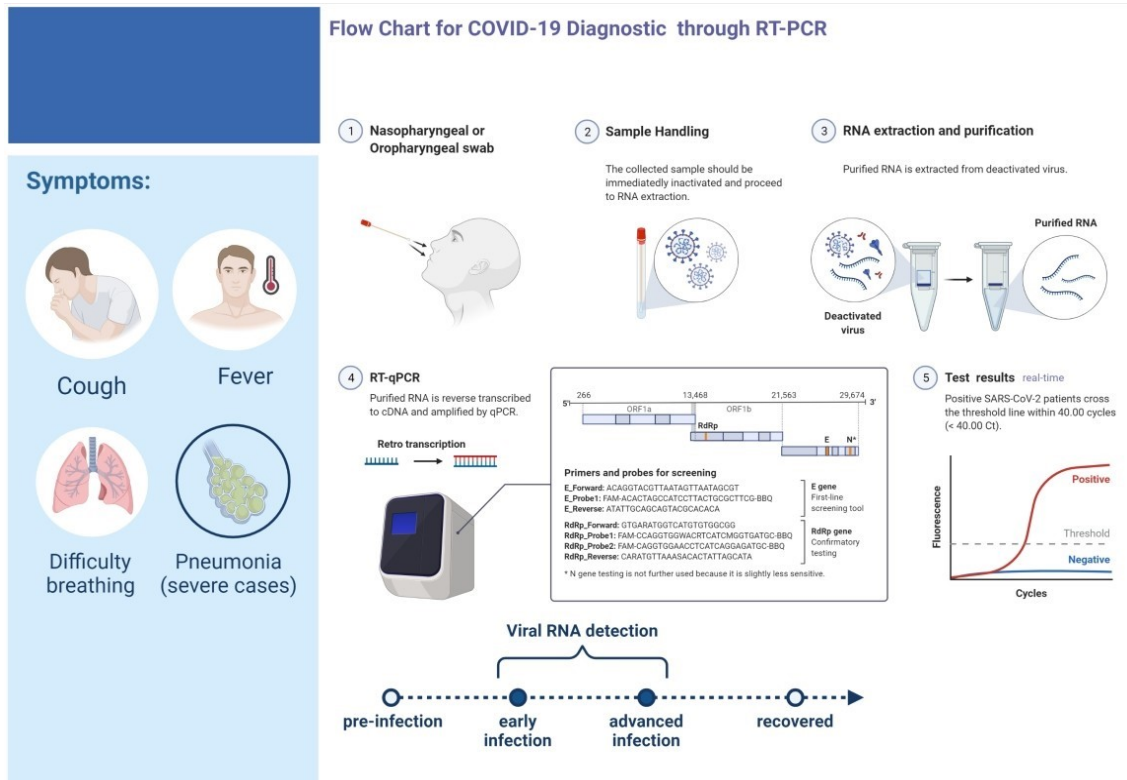 Flow Chart for COVID-19 Diagnostic through RT-PCR
Symptoms:
Cough
Fever
Difficulty
breathing
Pneumonia
(severe cases)
1 Nasopharyngeal or
Oropharyngeal swab
2 Sample Handling
The collected sample should be
immediatedly inactivated and proceed
to RNA extraction.
3 RNA extraction and purification
Purified RNA is extracted from deactivated virus.
Purified RNA
Deactivated
virus
4 RT-qPCR
Purified RNA is reverse transcribed
to cDNA and amplified by qPCR.
Retro transcription
266 13,468 21,563 29,674
5' 3'
ORF1a ORF1b
RdRp
E N*
Primers and probes for screening
E_Forward: ACAGGTACGTTAATAGTTAATAGCGT
E_Probe1: FAM-ACACTAGCCATCCTTACTGCGCTTCG-BBQ
E_Reverse: ATATTGCAGCAGTACGCACACA
E gene
First-line
screening tool
RdRp_Forward: GTGARATGGTCATGTGTGGCGG
RdRp_Probe1: FAM-CCAGGTGGWACRTCATCMGGTGATGC-BBQ
RdRp_Probe2: FAM-CAGGTGGAACCTCATCAGGAGATGC-BBQ
RdRp_Reverse: CARATGTTAAASACACTATTAGCATA
RdRp gene
Confirmatory
testing
* N gene testing is not further used because it is slightly less sensitive.
5 Test results real-time
Positive SARS-CoV-2 patients cross
the threshold line within 40.00 cycles
(< 40.00 Ct).
Fluorescence
Positive
Threshold
Negative
Cycles
Viral RNA detection
pre-infection
early
infection
advanced
infection
recovered